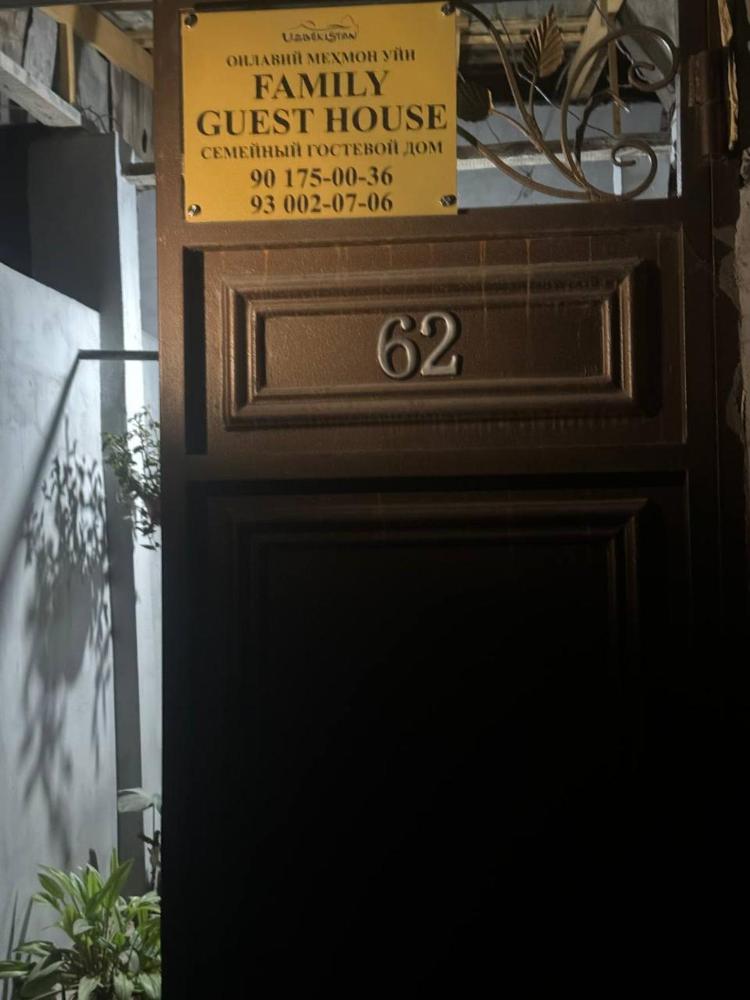 UZBEKISTAN
ОИЛАВИЙ МЕХМОН УЙИ
FAMILY
GUEST HOUSE
СЕМЕЙНЫЙ ГОСТЕВОЙ ДОМ
90 175-00-36
93 002-07-06
62